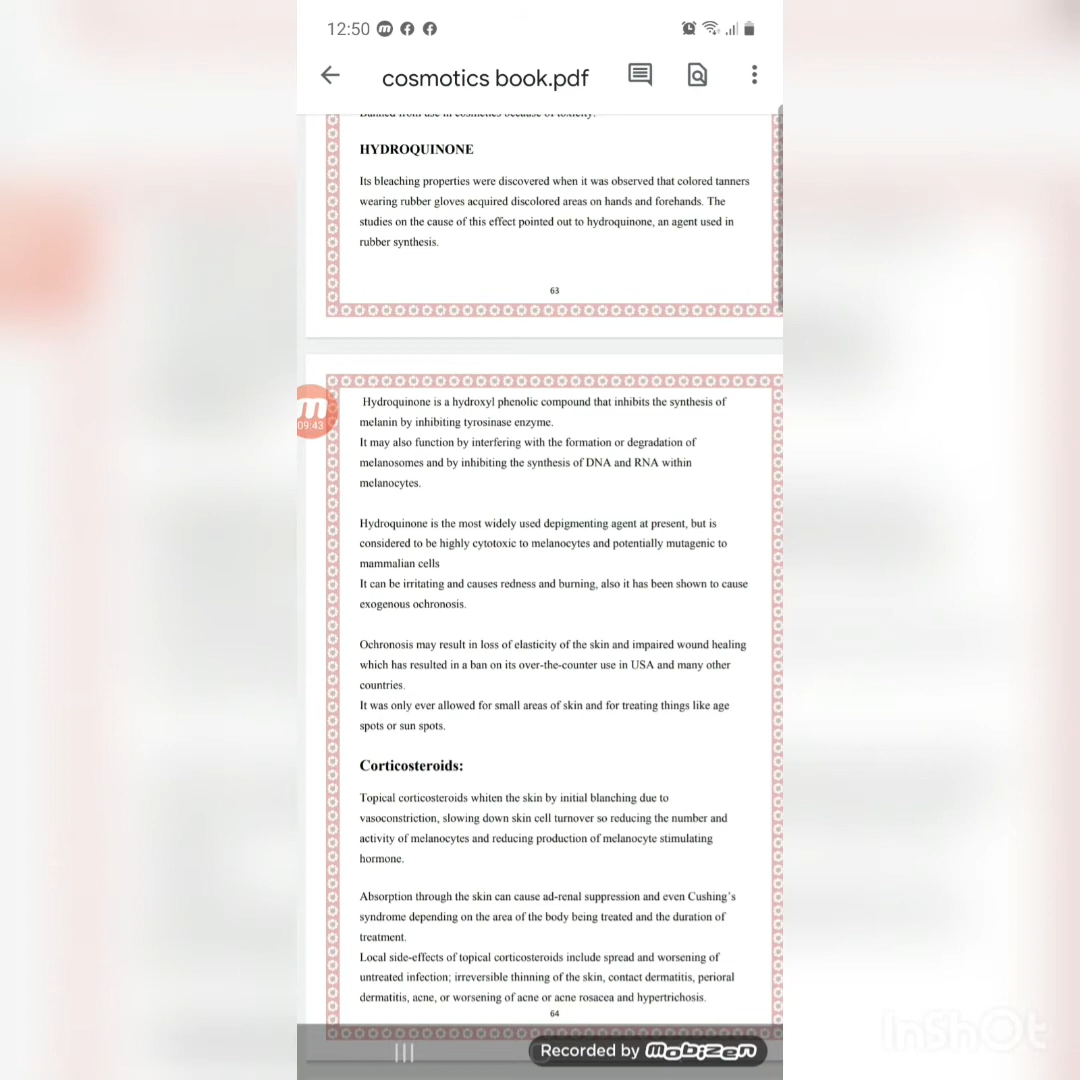 12:50
cosmotics book.pdf
Banned from use in cosmetics because of toxicity.
HYDROQUINONE
Its bleaching properties were discovered when it was observed that colored tanners
wearing rubber gloves acquired discolored areas on hands and forehands. The
studies on the cause of this effect pointed out to hydroquinone, an agent used in
rubber synthesis.
63
Hydroquinone is a hydroxyl phenolic compound that inhibits the synthesis of
melanin by inhibiting tyrosinase enzyme.
It may also function by interfering with the formation or degradation of
melanosomes and by inhibiting the synthesis of DNA and RNA within
melanocytes.
Hydroquinone is the most widely used depigmenting agent at present, but is
considered to be highly cytotoxic to melanocytes and potentially mutagenic to
mammalian cells
It can be irritating and causes redness and burning, also it has been shown to cause
exogenous ochronosis.
Ochronosis may result in loss of elasticity of the skin and impaired wound healing
which has resulted in a ban on its over-the-counter use in USA and many other
countries.
It was only ever allowed for small areas of skin and for treating things like age
spots or sun spots.
Corticosteroids:
Topical corticosteroids whiten the skin by initial blanching due to
vasoconstriction, slowing down skin cell turnover so reducing the number and
activity of melanocytes and reducing production of melanocyte stimulating
hormone.
Absorption through the skin can cause ad-renal suppression and even Cushing's
syndrome depending on the area of the body being treated and the duration of
treatment.
Local side-effects of topical corticosteroids include spread and worsening of
untreated infection; irreversible thinning of the skin, contact dermatitis, perioral
dermatitis, acne, or worsening of acne or acne rosacea and hypertrichosis.
64
09:43
Recorded by mobizen
InShOt